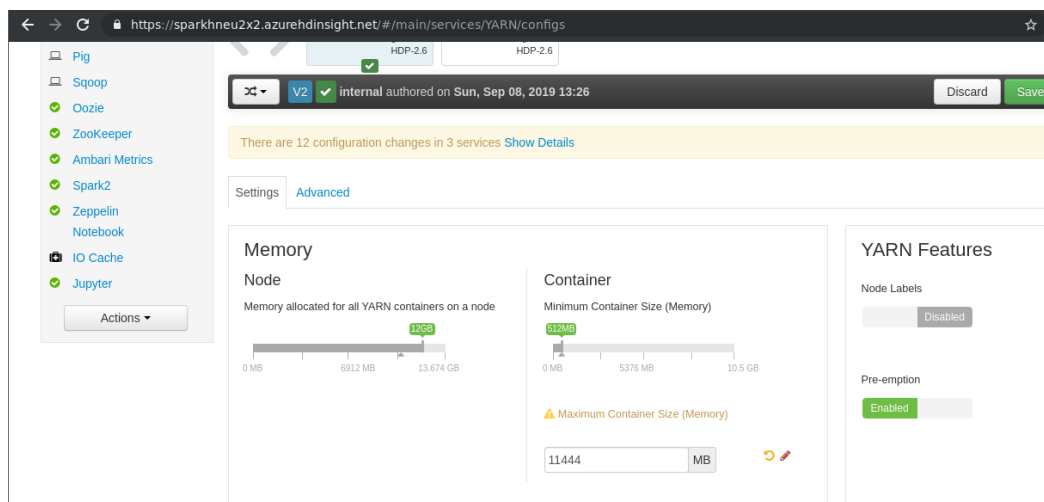 https://sparkhneu2x2.azurehdinsight.net/#/main/services/YARN/configs
Pig
Sqoop
Oozie
ZooKeeper
Ambari Metrics
Spark2
Zeppelin
Notebook
IO Cache
Jupyter
Actions
HDP-2.6
HDP-2.6
V2 internal authored on Sun, Sep 08, 2019 13:26
Discard
Save
There are 12 configuration changes in 3 services Show Details
Settings
Advanced
Memory
Node
Memory allocated for all YARN containers on a node
12GB
0 MB
6912 MB
13.674 GB
Container
Minimum Container Size (Memory)
512MB
0 MB
5376 MB
10.5 GB
Maximum Container Size (Memory)
11444
MB
YARN Features
Node Labels
Disabled
Pre-emption
Enabled